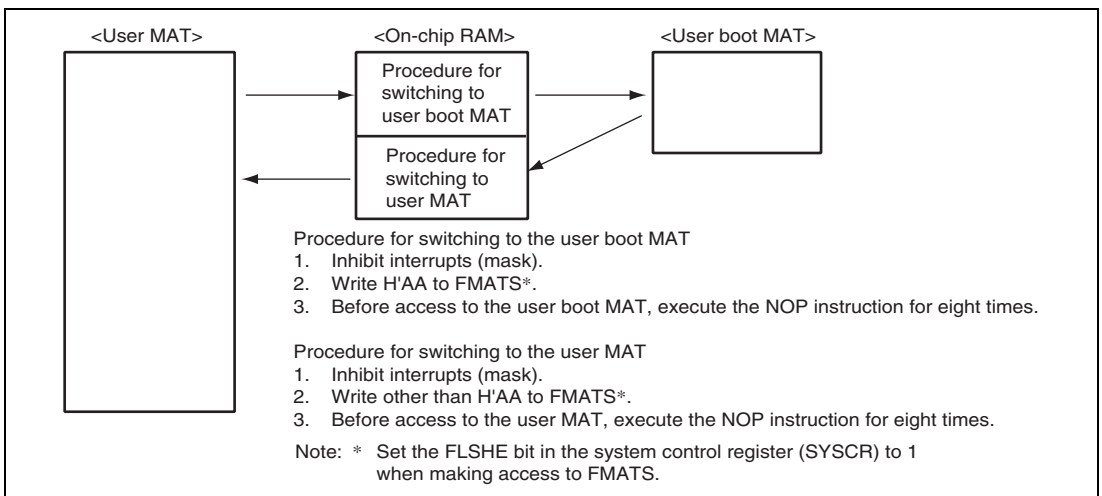 <User MAT>
<On-chip RAM>
<User boot MAT>
Procedure for
switching to
user boot MAT
Procedure for
switching to
user MAT
Procedure for switching to the user boot MAT
1. Inhibit interrupts (mask).
2. Write H'AA to FMATS*.
3. Before access to the user boot MAT, execute the NOP instruction for eight times.
Procedure for switching to the user MAT
1. Inhibit interrupts (mask).
2. Write other than H'AA to FMATS*.
3. Before access to the user MAT, execute the NOP instruction for eight times.
Note: * Set the FLSHE bit in the system control register (SYSCR) to 1
when making access to FMATS.